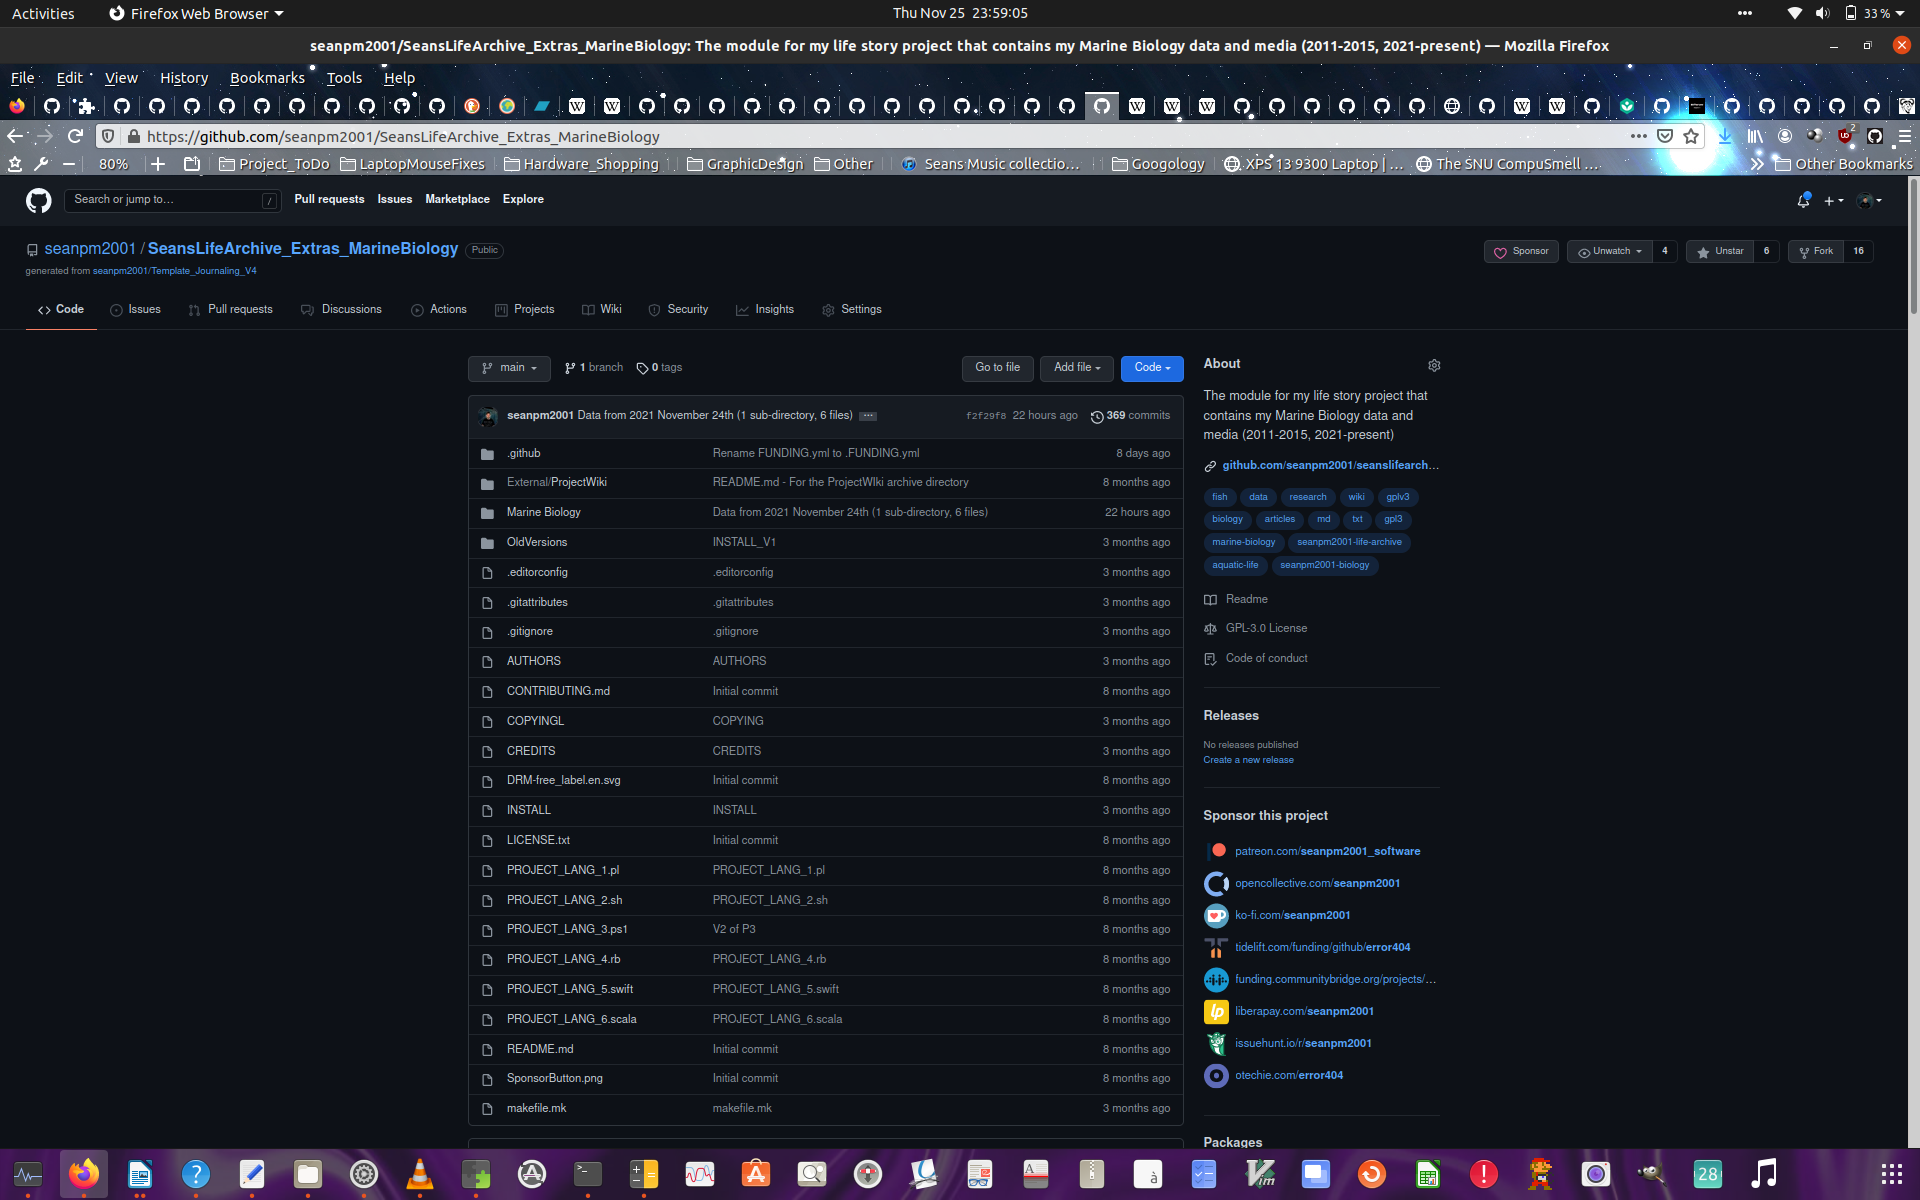 Activities
Firefox Web Browser
Thu Nov 25 23:59:05
33 %
seanpm2001/SeansLifeArchive_Extras_MarineBiology: The module for my life story project that contains my Marine Biology data and media (2011-2015, 2021-present) — Mozilla Firefox
File Edit View History Bookmarks Tools Help
https://github.com/seanpm2001/SeansLifeArchive_Extras_MarineBiology
2
80%
Project_ToDo
LaptopMouseFixes
Hardware_Shopping
GraphicDesign
Other
Seans Music collectio…
Googology
XPS 13 9300 Laptop | …
The SNU CompuSmell …
Other Bookmarks
Search or jump to…
/
Pull requests Issues Marketplace Explore
seanpm2001 / SeansLifeArchive_Extras_MarineBiology
Public
generated from seanpm2001/Template_Journaling_V4
Sponsor
Unwatch 4
Unstar 6
Fork 16
Code
Issues
Pull requests
Discussions
Actions
Projects
Wiki
Security
Insights
Settings
main
1 branch
0 tags
Go to file
Add file
Code
seanpm2001 Data from 2021 November 24th (1 sub-directory, 6 files) f2f29f8 22 hours ago 369 commits
.github Rename FUNDING.yml to .FUNDING.yml 8 days ago
External/ProjectWiki README.md - For the ProjectWIki archive directory 8 months ago
Marine Biology Data from 2021 November 24th (1 sub-directory, 6 files) 22 hours ago
OldVersions INSTALL_V1 3 months ago
.editorconfig .editorconfig 3 months ago
.gitattributes .gitattributes 3 months ago
.gitignore .gitignore 3 months ago
AUTHORS AUTHORS 3 months ago
CONTRIBUTING.md Initial commit 8 months ago
COPYINGL COPYING 3 months ago
CREDITS CREDITS 3 months ago
DRM-free_label.en.svg Initial commit 8 months ago
INSTALL INSTALL 3 months ago
LICENSE.txt Initial commit 8 months ago
PROJECT_LANG_1.pl PROJECT_LANG_1.pl 8 months ago
PROJECT_LANG_2.sh PROJECT_LANG_2.sh 8 months ago
PROJECT_LANG_3.ps1 V2 of P3 8 months ago
PROJECT_LANG_4.rb PROJECT_LANG_4.rb 8 months ago
PROJECT_LANG_5.swift PROJECT_LANG_5.swift 8 months ago
PROJECT_LANG_6.scala PROJECT_LANG_6.scala 8 months ago
README.md Initial commit 8 months ago
SponsorButton.png Initial commit 8 months ago
makefile.mk makefile.mk 3 months ago
About
The module for my life story project that
contains my Marine Biology data and
media (2011-2015, 2021-present)
github.com/seanpm2001/seanslifearch…
fish data research wiki gplv3
biology articles md txt gpl3
marine-biology seanpm2001-life-archive
aquatic-life seanpm2001-biology
Readme
GPL-3.0 License
Code of conduct
Releases
No releases published
Create a new release
Sponsor this project
patreon.com/seanpm2001_software
opencollective.com/seanpm2001
ko-fi.com/seanpm2001
tidelift.com/funding/github/error404
funding.communitybridge.org/projects/…
liberapay.com/seanpm2001
issuehunt.io/r/seanpm2001
otechie.com/error404
Packages
28